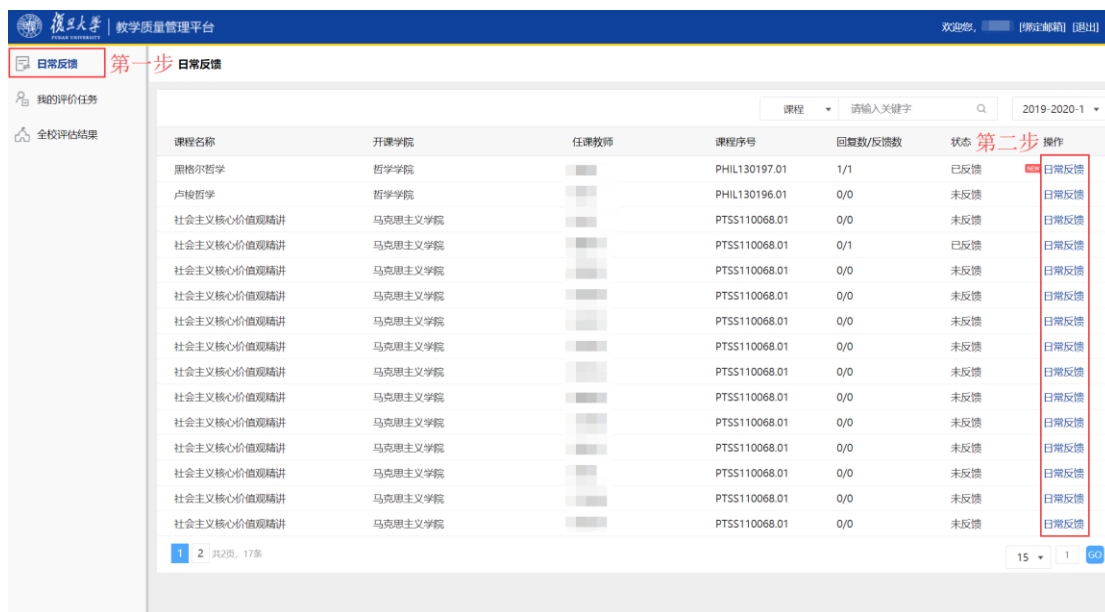 復旦大學 FUDAN UNIVERSITY 教学质量管理平台 欢迎您, [绑定邮箱] [退出]
日常反馈 第一步 日常反馈
我的评价任务
课程 请输入关键字 2019-2020-1
全校评估结果
课程名称 开课学院 任课教师 课程序号 回复数/反馈数 状态 第二步 操作
黑格尔哲学 哲学学院 PHIL130197.01 1/1 已反馈 NEW 日常反馈
卢梭哲学 哲学学院 PHIL130196.01 0/0 未反馈 日常反馈
社会主义核心价值观精讲 马克思主义学院 PTSS110068.01 0/0 未反馈 日常反馈
社会主义核心价值观精讲 马克思主义学院 PTSS110068.01 0/1 已反馈 日常反馈
社会主义核心价值观精讲 马克思主义学院 PTSS110068.01 0/0 未反馈 日常反馈
社会主义核心价值观精讲 马克思主义学院 PTSS110068.01 0/0 未反馈 日常反馈
社会主义核心价值观精讲 马克思主义学院 PTSS110068.01 0/0 未反馈 日常反馈
社会主义核心价值观精讲 马克思主义学院 PTSS110068.01 0/0 未反馈 日常反馈
社会主义核心价值观精讲 马克思主义学院 PTSS110068.01 0/0 未反馈 日常反馈
社会主义核心价值观精讲 马克思主义学院 PTSS110068.01 0/0 未反馈 日常反馈
社会主义核心价值观精讲 马克思主义学院 PTSS110068.01 0/0 未反馈 日常反馈
社会主义核心价值观精讲 马克思主义学院 PTSS110068.01 0/0 未反馈 日常反馈
社会主义核心价值观精讲 马克思主义学院 PTSS110068.01 0/0 未反馈 日常反馈
社会主义核心价值观精讲 马克思主义学院 PTSS110068.01 0/0 未反馈 日常反馈
社会主义核心价值观精讲 马克思主义学院 PTSS110068.01 0/0 未反馈 日常反馈
1 2 共2页, 17条 15 1 GO